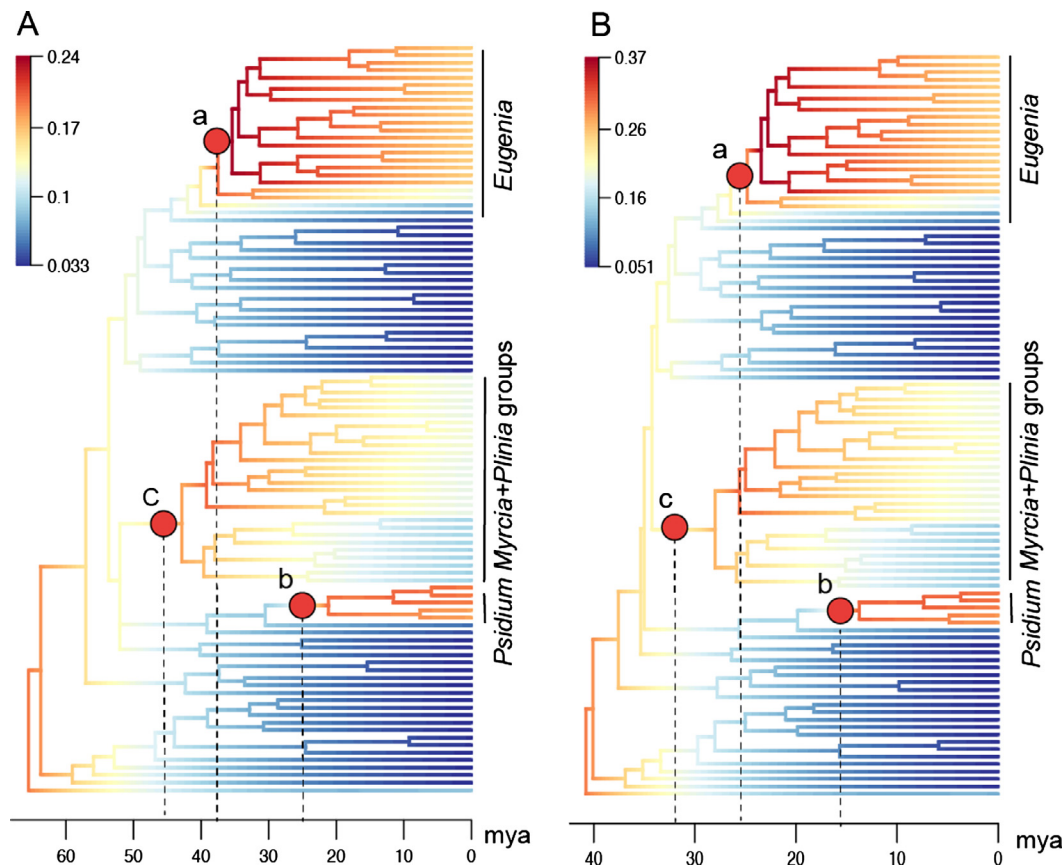 A
0.24
0.17
0.1
0.033
a
C
b
Eugenia
Myrcia+Plinia groups
Psidium
60
50
40
30
20
10
0
mya
B
0.37
0.26
0.16
0.051
a
c
b
Eugenia
Myrcia+Plinia groups
Psidium
40
30
20
10
0
mya